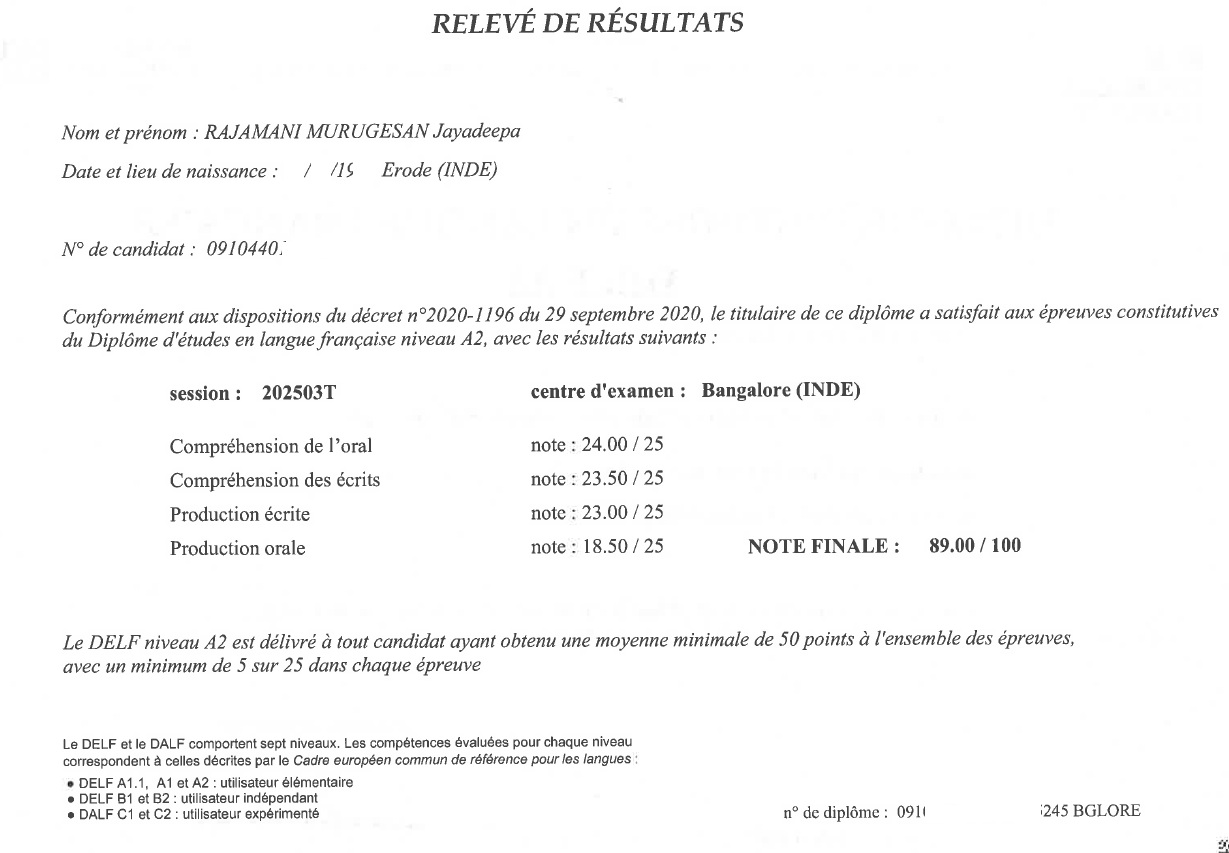 RELEVÉ DE RÉSULTATS
Nom et prénom : RAJAMANI MURUGESAN Jayadeepa
Date et lieu de naissance : / /19 Erode (INDE)
N° de candidat : 0910440
Conformément aux dispositions du décret n°2020-1196 du 29 septembre 2020, le titulaire de ce diplôme a satisfait aux épreuves constitutives
du Diplôme d'études en langue française niveau A2, avec les résultats suivants :
session : 202503T centre d'examen : Bangalore (INDE)
Compréhension de l'oral note : 24.00 / 25
Compréhension des écrits note : 23.50 / 25
Production écrite note : 23.00 / 25
Production orale note : 18.50 / 25 NOTE FINALE : 89.00 / 100
Le DELF niveau A2 est délivré à tout candidat ayant obtenu une moyenne minimale de 50 points à l'ensemble des épreuves,
avec un minimum de 5 sur 25 dans chaque épreuve
Le DELF et le DALF comportent sept niveaux. Les compétences évaluées pour chaque niveau
correspondent à celles décrites par le Cadre européen commun de référence pour les langues :
• DELF A1.1, A1 et A2 : utilisateur élémentaire
• DELF B1 et B2 : utilisateur indépendant
• DALF C1 et C2 : utilisateur expérimenté
n° de diplôme : 091 245 BGLORE